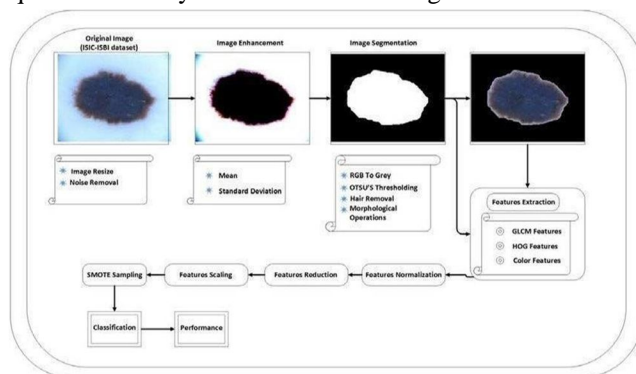 Original Image
(ISIC-ISBI dataset)
Image Enhancement
Image Segmentation
Image Resize
Noise Removal
Mean
Standard Deviation
RGB To Grey
OTSU'S Thresholding
Hair Removal
Morphological
Operations
Features Extraction
GLCM Features
HOG Features
Color Features
SMOTE Sampling
Features Scaling
Features Reduction
Features Normalization
Classification
Performance